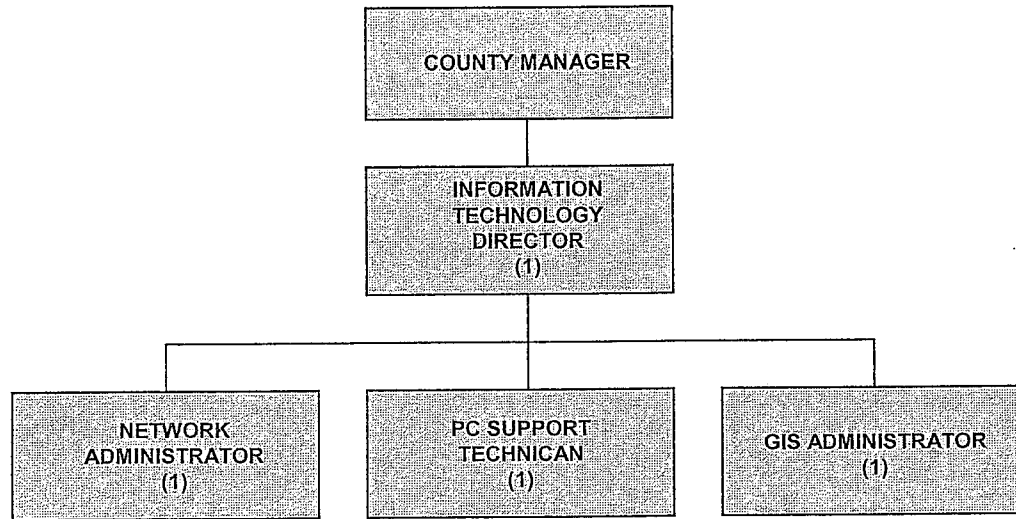 COUNTY MANAGER
INFORMATION
TECHNOLOGY
DIRECTOR
(1)
NETWORK
ADMINISTRATOR
(1)
PC SUPPORT
TECHNICAN
(1)
GIS ADMINISTRATOR
(1)